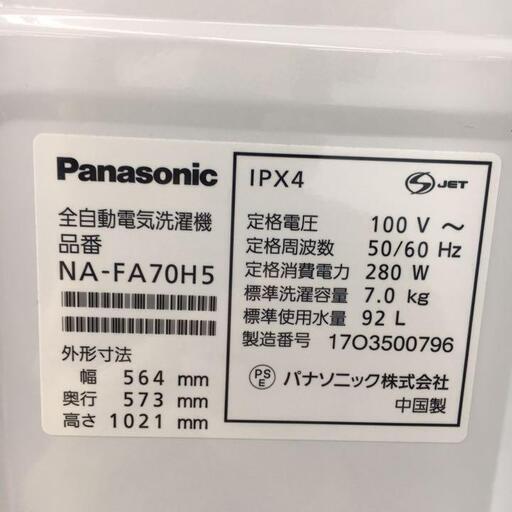 Panasonic
全自動電気洗濯機
品番
NA-FA70H5
外形寸法
幅 564 mm
奥行 573 mm
高さ 1021 mm
IPX4
S JET
定格電圧 100 V ～
定格周波数 50/60 Hz
定格消費電力 280 W
標準洗濯容量 7.0 kg
標準使用水量 92 L
製造番号 17O3500796
PSE パナソニック株式会社
中国製